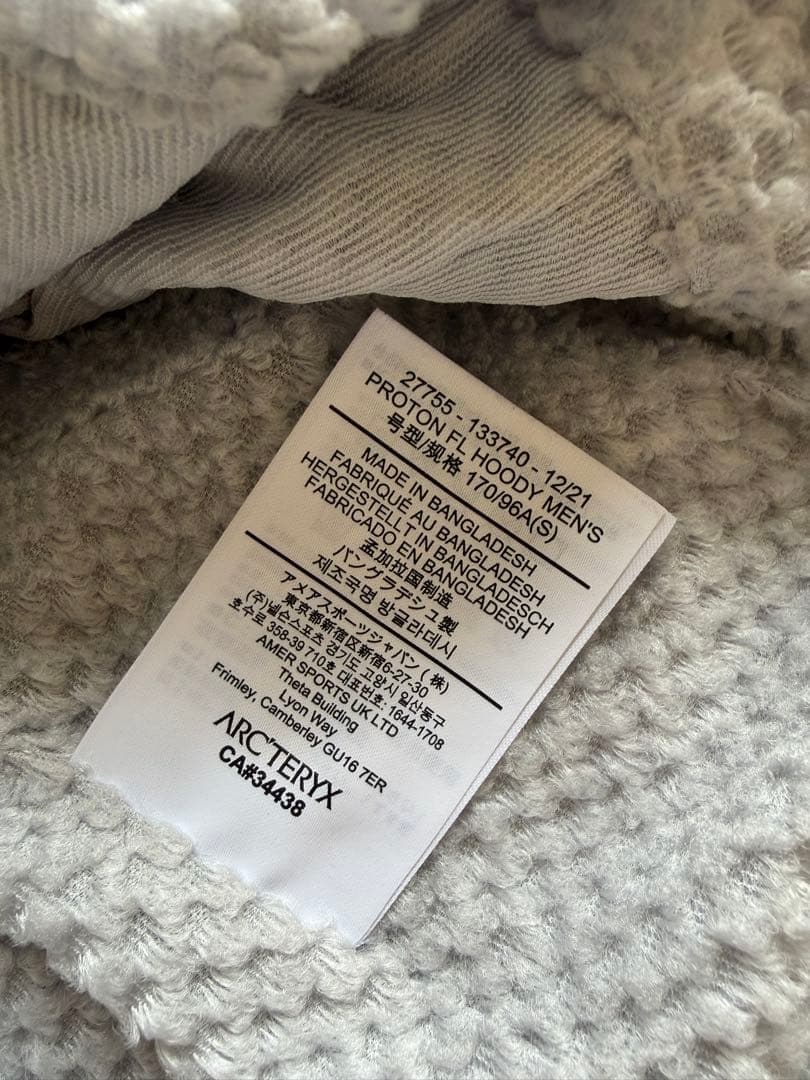 27755 - 133740 - 12/21
PROTON FL HOODY MEN'S
号型/规格 170/96A(S)
MADE IN BANGLADESH
FABRIQUÉ AU BANGLADESH
HERGESTELLT IN BANGLADESCH
FABRICADO EN BANGLADESH
孟加拉国制造
バングラデシュ製
제조국명 방글라데시
アメアスポーツジャパン (株)
東京都新宿区新宿6-27-30
(주)넬슨스포츠 경기도 고양시 일산동구
호수로 358-39 710호 대표번호: 1644-1708
AMER SPORTS UK LTD
Theta Building
Lyon Way
Frimley, Camberley GU16 7ER
ARC'TERYX
CA#34438